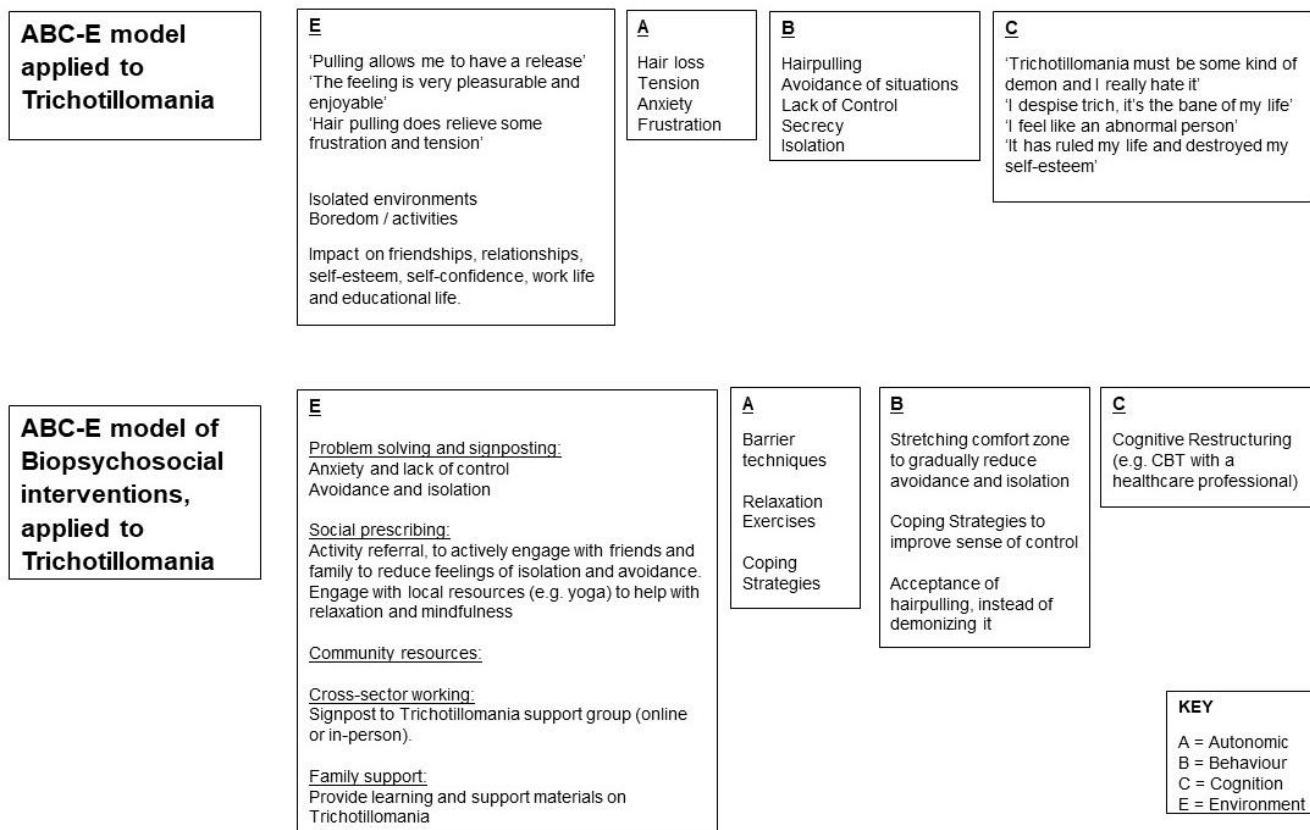 ABC-E model
applied to
Trichotillomania
E
‘Pulling allows me to have a release’
‘The feeling is very pleasurable and
enjoyable’
‘Hair pulling does relieve some
frustration and tension’
Isolated environments
Boredom / activities
Impact on friendships, relationships,
self-esteem, self-confidence, work life
and educational life.
A
Hair loss
Tension
Anxiety
Frustration
B
Hairpulling
Avoidance of situations
Lack of Control
Secrecy
Isolation
C
‘Trichotillomania must be some kind of
demon and I really hate it’
‘I despise trich, it’s the bane of my life’
‘I feel like an abnormal person’
‘It has ruled my life and destroyed my
self-esteem’
ABC-E model of
Biopsychosocial
interventions,
applied to
Trichotillomania
E
Problem solving and signposting:
Anxiety and lack of control
Avoidance and isolation
Social prescribing:
Activity referral, to actively engage with friends and
family to reduce feelings of isolation and avoidance.
Engage with local resources (e.g. yoga) to help with
relaxation and mindfulness
Community resources:
Cross-sector working:
Signpost to Trichotillomania support group (online
or in-person).
Family support:
Provide learning and support materials on
Trichotillomania
A
Barrier
techniques
Relaxation
Exercises
Coping
Strategies
B
Stretching comfort zone
to gradually reduce
avoidance and isolation
Coping Strategies to
improve sense of control
Acceptance of
hairpulling, instead of
demonizing it
C
Cognitive Restructuring
(e.g. CBT with a
healthcare professional)
KEY
A = Autonomic
B = Behaviour
C = Cognition
E = Environment